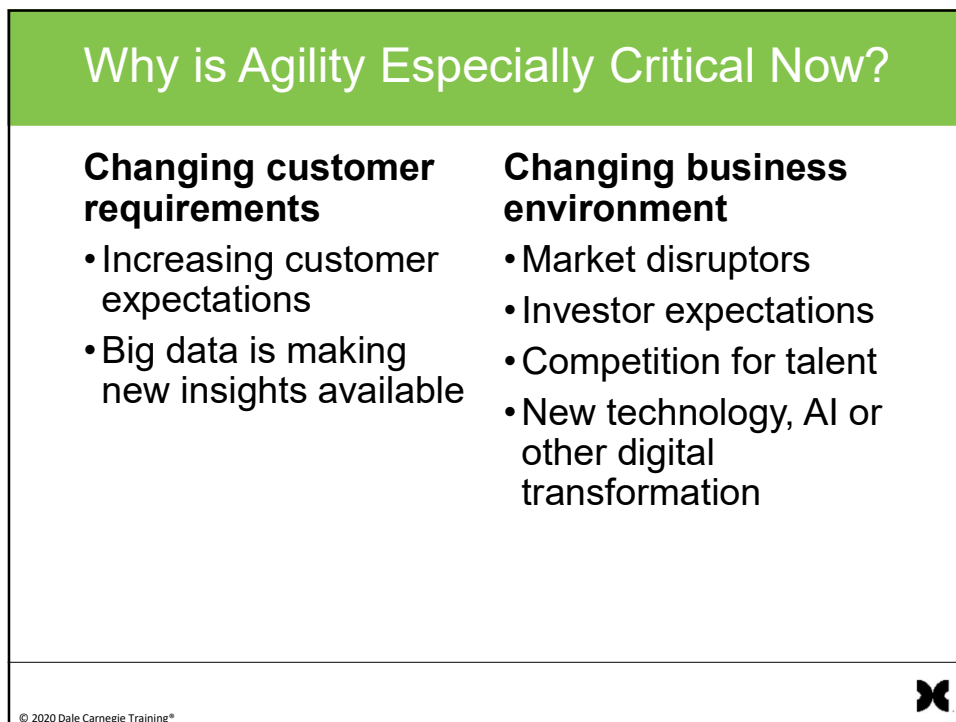 Why is Agility Especially Critical Now?
Changing customer
requirements
•Increasing customer
expectations
•Big data is making
new insights available
Changing business
environment
•Market disruptors
•Investor expectations
•Competition for talent
•New technology, AI or
other digital
transformation
© 2020 Dale Carnegie Training®